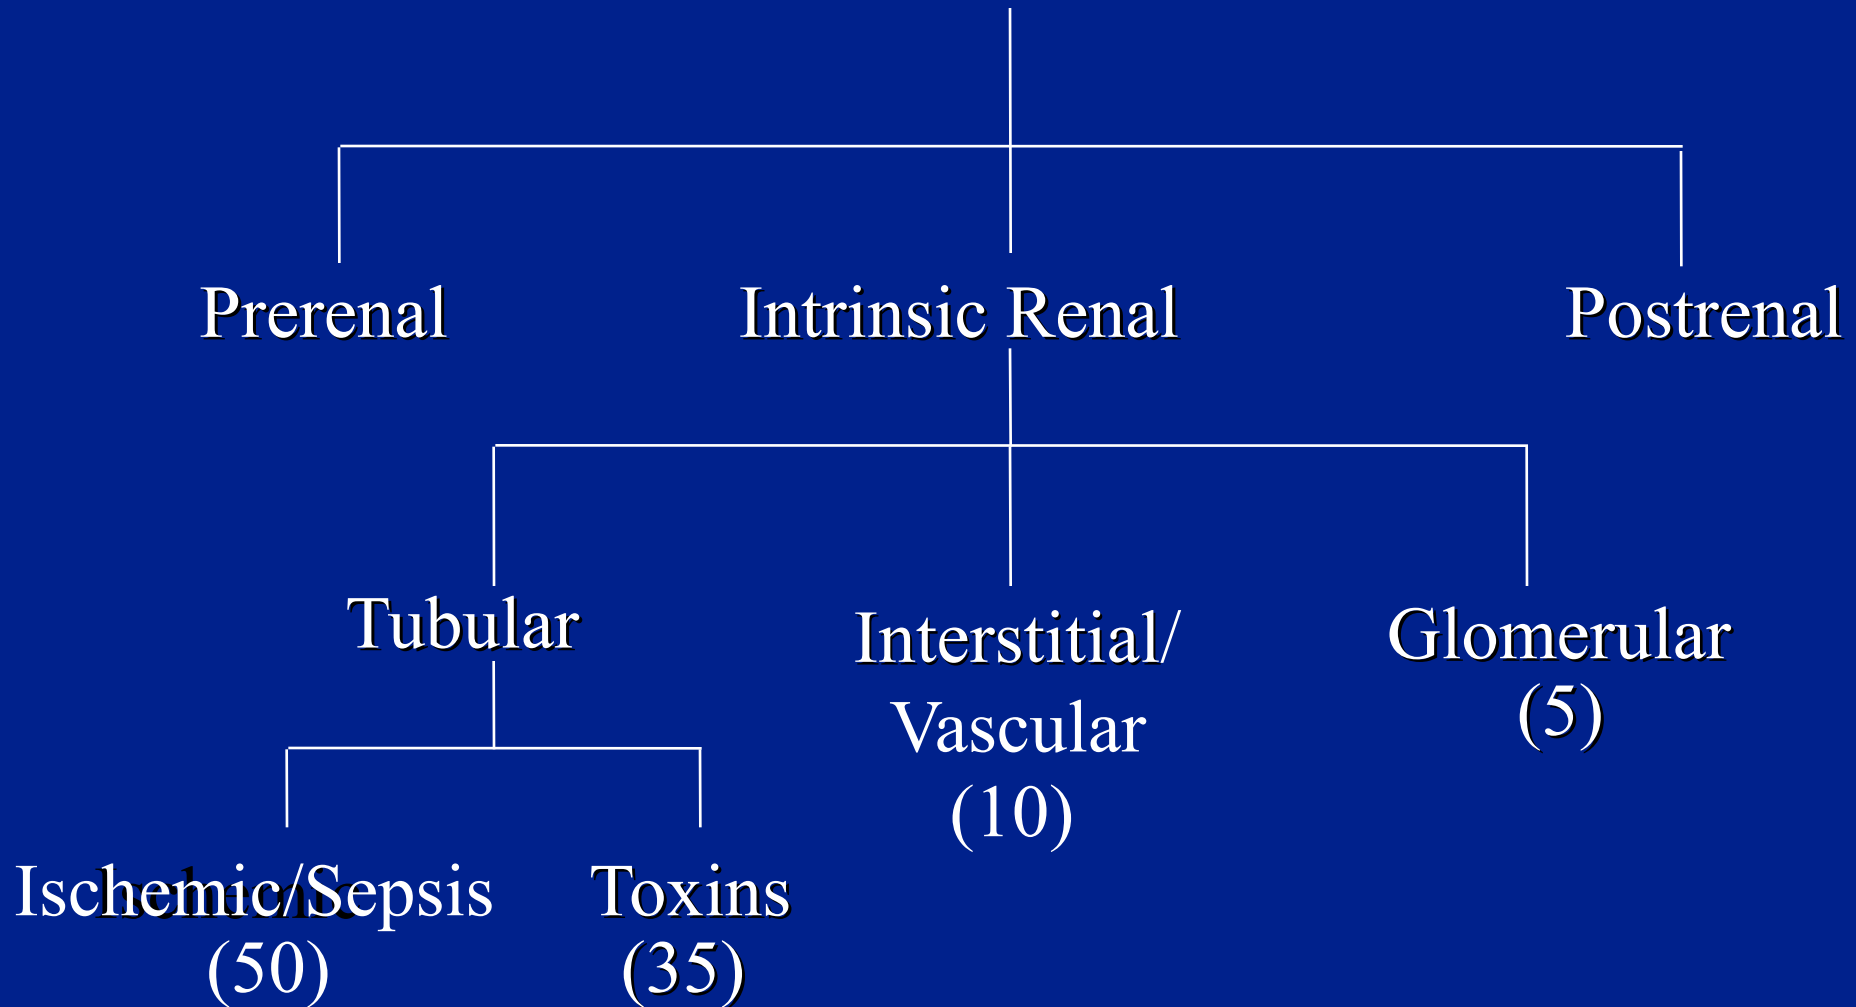 Prerenal
Intrinsic Renal
Postrenal
Tubular
Interstitial/
Vascular
(10)
Glomerular
(5)
Ischemic/Sepsis
(50)
Toxins
(35)